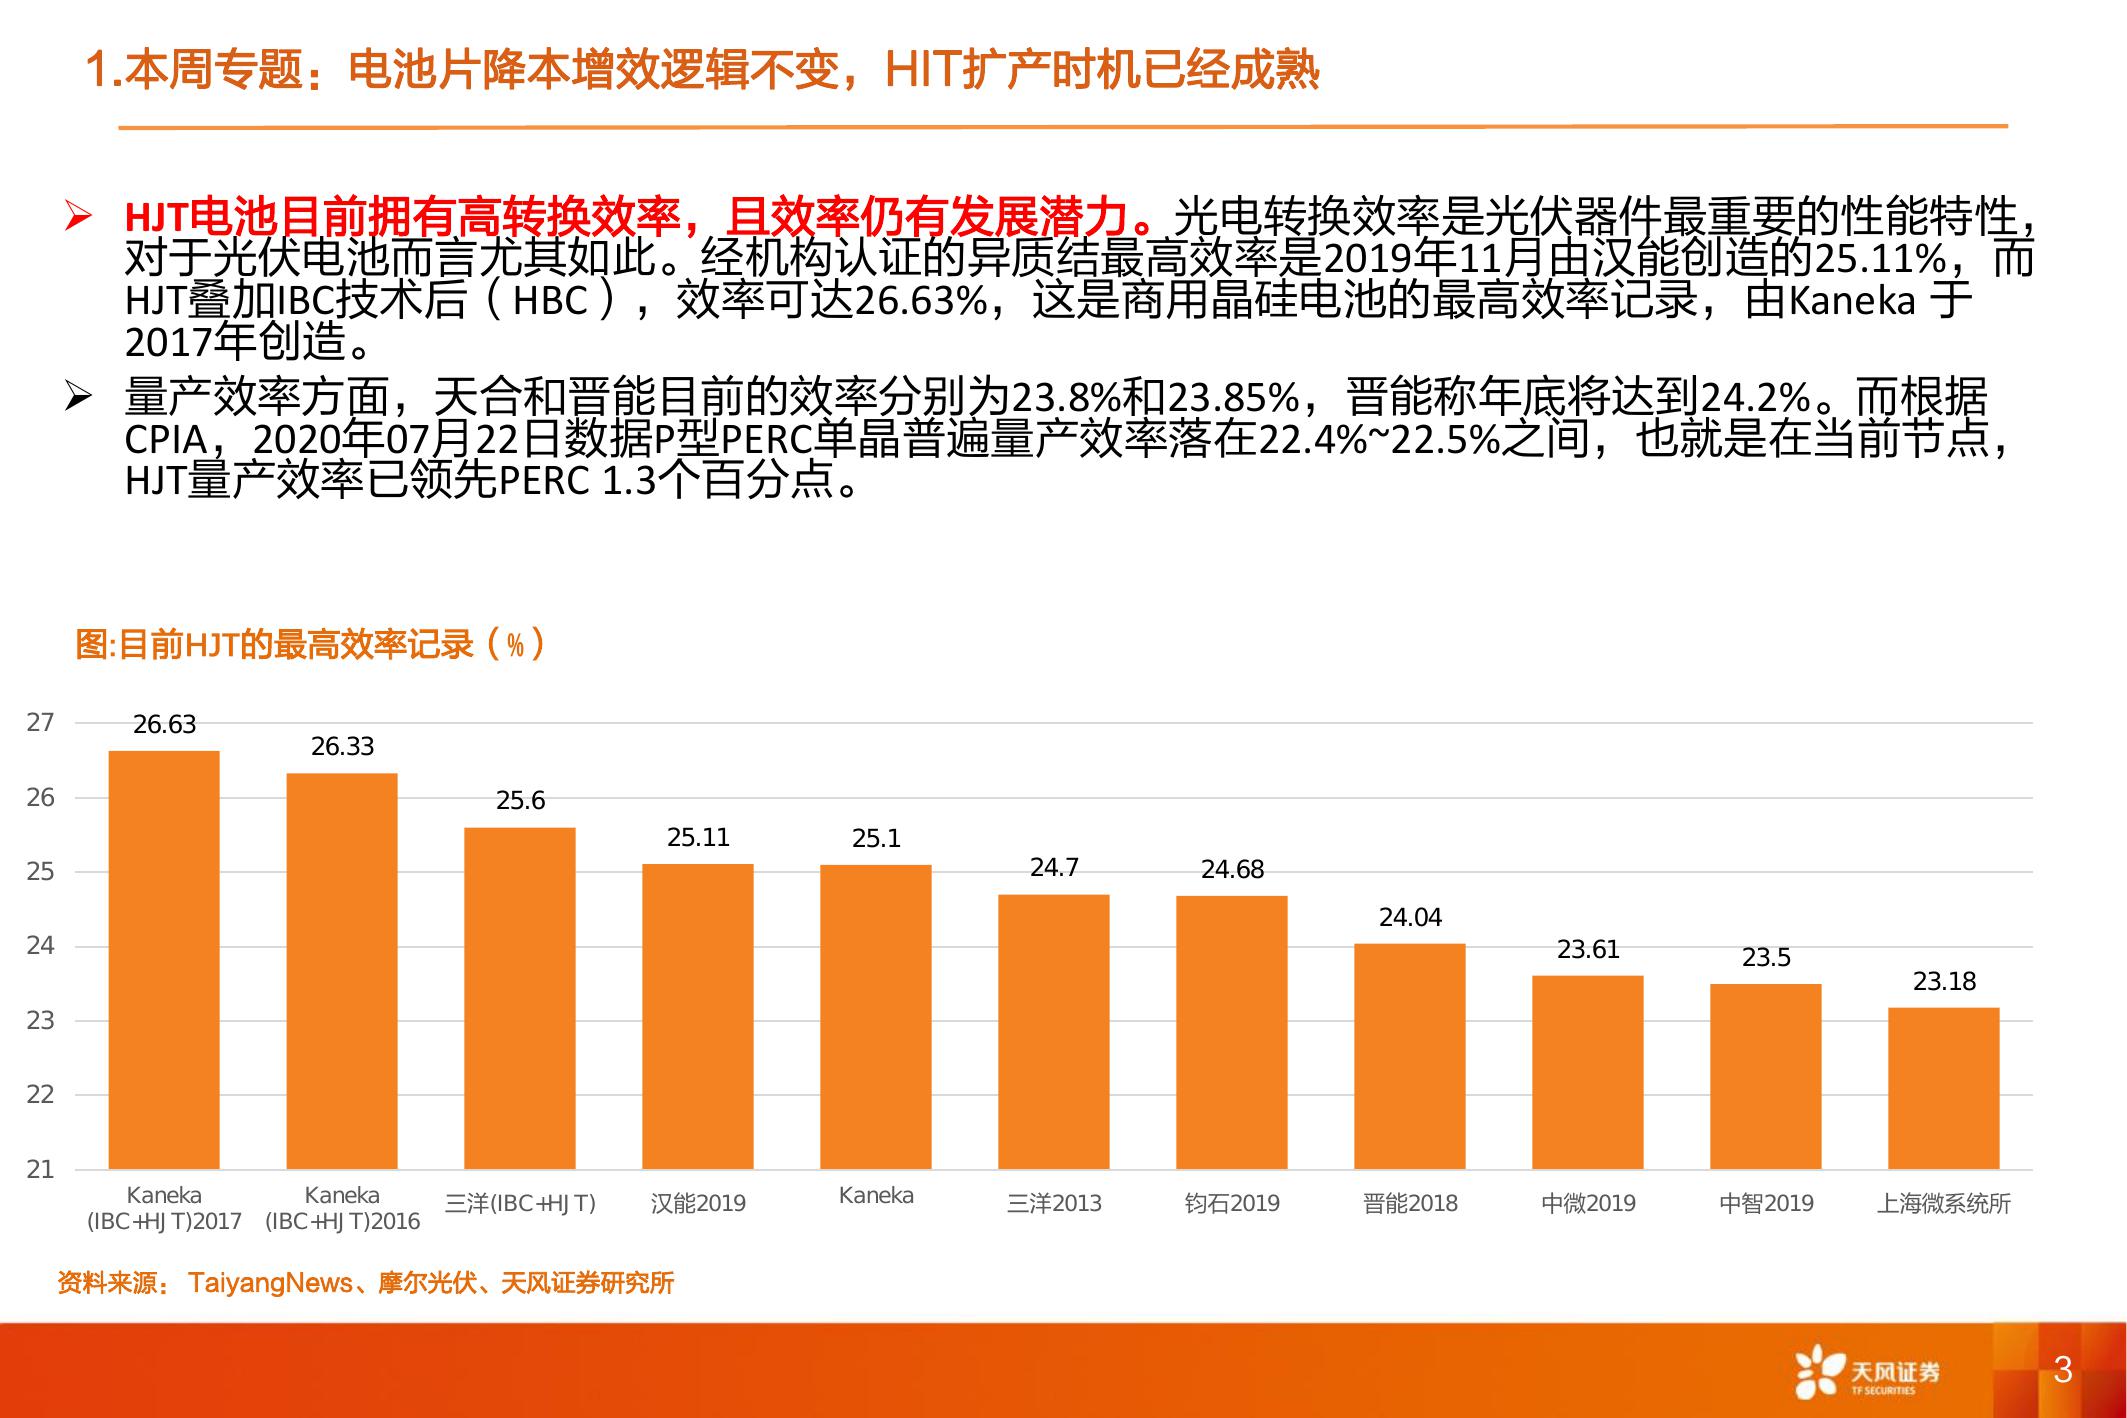 1.本周专题：电池片降本增效逻辑不变，HIT扩产时机已经成熟
➢ HJT电池目前拥有高转换效率，且效率仍有发展潜力。光电转换效率是光伏器件最重要的性能特性，
对于光伏电池而言尤其如此。经机构认证的异质结最高效率是2019年11月由汉能创造的25.11%，而
HJT叠加IBC技术后（HBC），效率可达26.63%，这是商用晶硅电池的最高效率记录，由Kaneka 于
2017年创造。
➢ 量产效率方面，天合和晋能目前的效率分别为23.8%和23.85%，晋能称年底将达到24.2%。而根据
CPIA，2020年07月22日数据P型PERC单晶普遍量产效率落在22.4%~22.5%之间，也就是在当前节点，
HJT量产效率已领先PERC 1.3个百分点。
图:目前HJT的最高效率记录（%）
27
26
25
24
23
22
21
26.63
26.33
25.6
25.11
25.1
24.7
24.68
24.04
23.61
23.5
23.18
Kaneka
(IBC+HJT)2017
Kaneka
(IBC+HJT)2016
三洋(IBC+HJT)
汉能2019
Kaneka
三洋2013
钧石2019
晋能2018
中微2019
中智2019
上海微系统所
资料来源： TaiyangNews、摩尔光伏、天风证券研究所
天风证券
TF SECURITIES
3